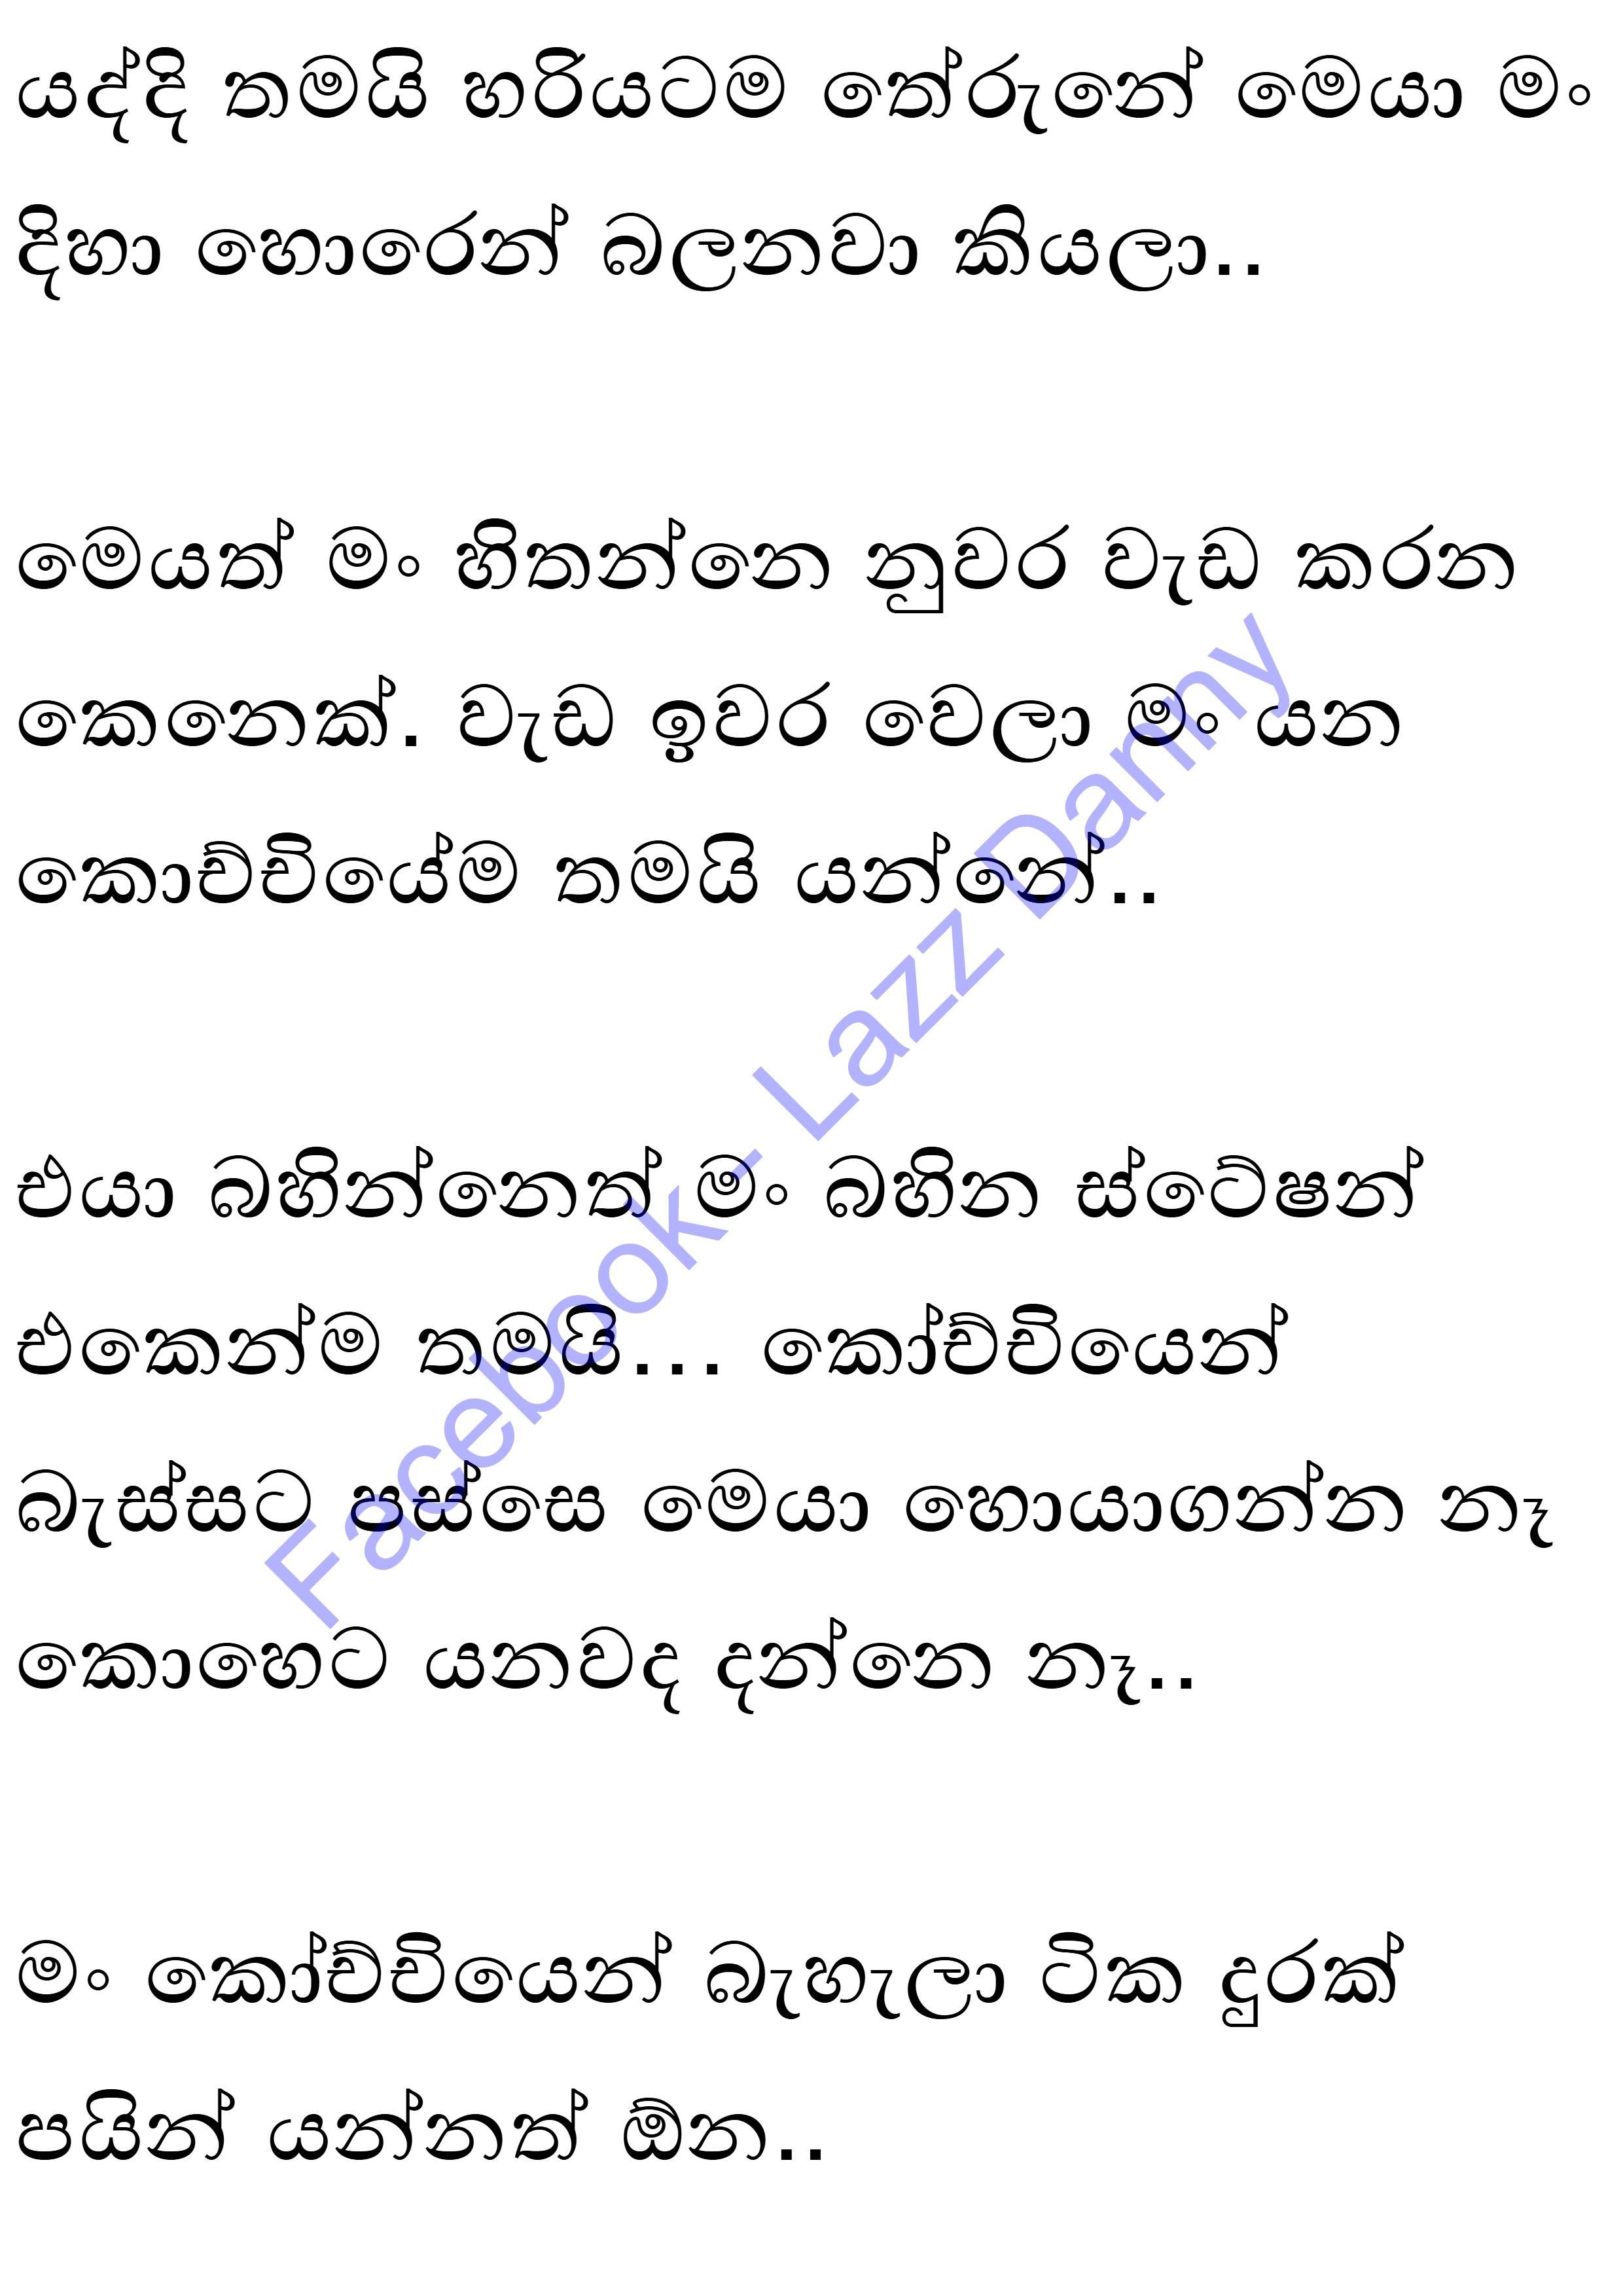 යද්දි තමයි හරියටම තේරුනේ මෙයා මං
දිහා හොරෙන් බලනවා කියලා..
මෙයත් මං හිතන්නෙ නුවර වැඩ කරන
කෙනෙක්. වැඩ ඉවර වෙලා මං යන
කොච්චියේම තමයි යන්නේ..
එයා බහින්නෙත් මං බහින ස්ටේෂන්
එකෙන්ම තමයි... කෝච්චියෙන්
බැස්සට පස්සෙ මෙයා හොයාගන්න නෑ
කොහෙට යනවද දන්නෙ නෑ..
මං කෝච්චියෙන් බැහැලා ටික දුරක්
පයින් යන්නත් ඕන..
Facebook - Lazz Danny